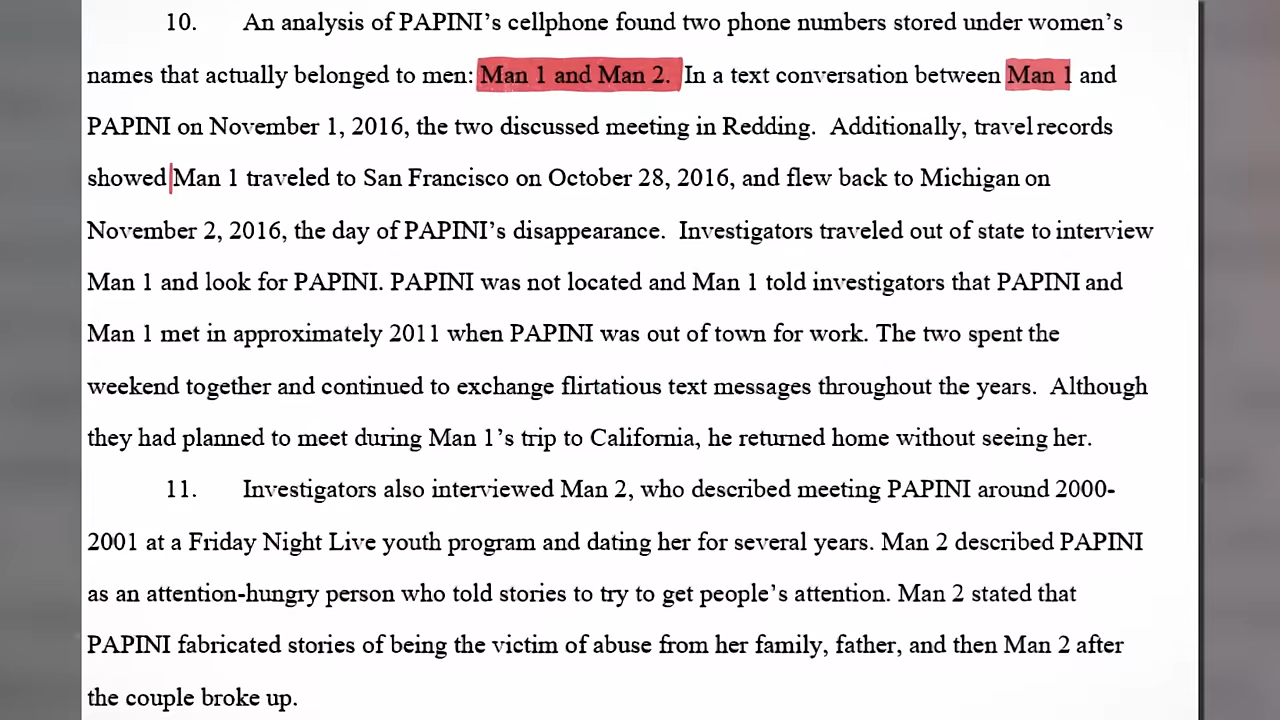 10. An analysis of PAPINI’s cellphone found two phone numbers stored under women’s
names that actually belonged to men: Man 1 and Man 2. In a text conversation between Man 1 and
PAPINI on November 1, 2016, the two discussed meeting in Redding. Additionally, travel records
showed Man 1 traveled to San Francisco on October 28, 2016, and flew back to Michigan on
November 2, 2016, the day of PAPINI’s disappearance. Investigators traveled out of state to interview
Man 1 and look for PAPINI. PAPINI was not located and Man 1 told investigators that PAPINI and
Man 1 met in approximately 2011 when PAPINI was out of town for work. The two spent the
weekend together and continued to exchange flirtatious text messages throughout the years. Although
they had planned to meet during Man 1’s trip to California, he returned home without seeing her.
11. Investigators also interviewed Man 2, who described meeting PAPINI around 2000-
2001 at a Friday Night Live youth program and dating her for several years. Man 2 described PAPINI
as an attention-hungry person who told stories to try to get people’s attention. Man 2 stated that
PAPINI fabricated stories of being the victim of abuse from her family, father, and then Man 2 after
the couple broke up.